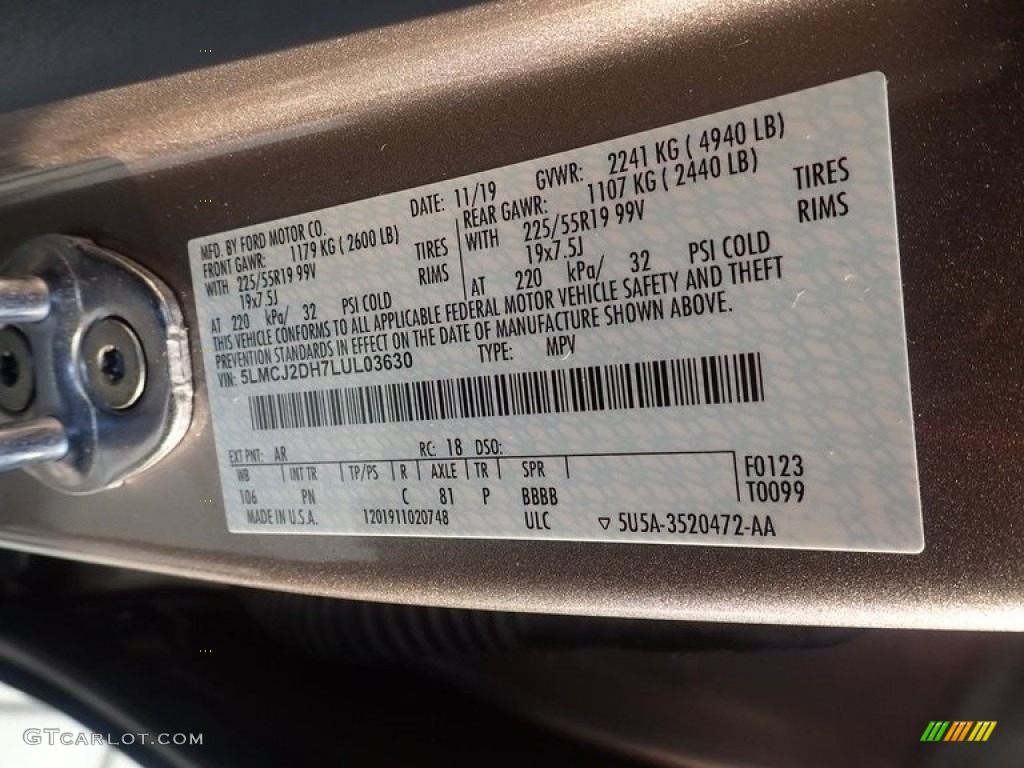 MFD. BY FORD MOTOR CO. DATE: 11/19 GVWR: 2241 KG ( 4940 LB)
FRONT GAWR: 1179 KG ( 2600 LB) REAR GAWR: 1107 KG ( 2440 LB)
WITH 225/55R19 99V TIRES WITH 225/55R19 99V TIRES
19x7.5J RIMS 19x7.5J RIMS
AT 220 kPa/ 32 PSI COLD AT 220 kPa/ 32 PSI COLD
THIS VEHICLE CONFORMS TO ALL APPLICABLE FEDERAL MOTOR VEHICLE SAFETY AND THEFT
PREVENTION STANDARDS IN EFFECT ON THE DATE OF MANUFACTURE SHOWN ABOVE.
VIN: 5LMCJ2DH7LUL03630 TYPE: MPV
EXT PNT: AR RC: 18 DSO:
WB INT TR TP/PS R AXLE TR SPR F0123
106 PN C 81 P BBBB T0099
MADE IN U.S.A. 1201911020748 ULC ▽ 5U5A-3520472-AA
GTCARLOT.COM